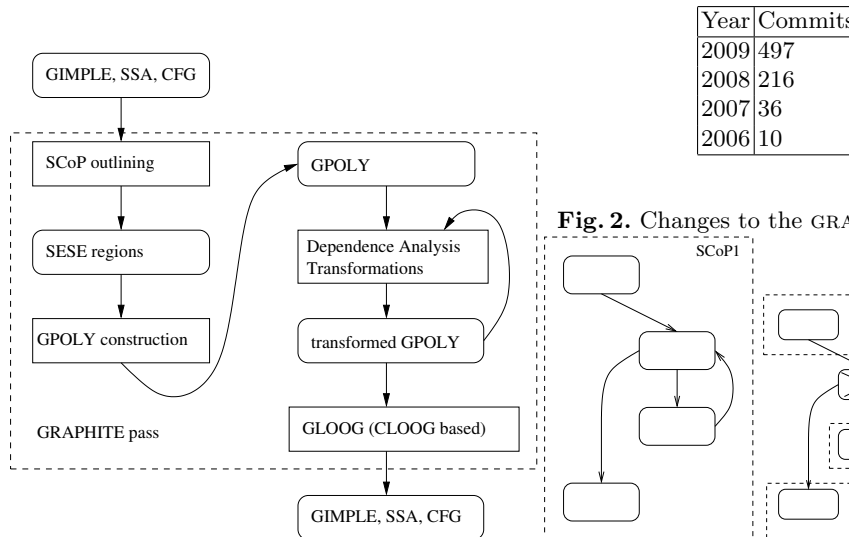 GIMPLE, SSA, CFG
SCoP outlining
SESE regions
GPOLY construction
GRAPHITE pass
GPOLY
Dependence Analysis
Transformations
transformed GPOLY
GLOOG (CLOOG based)
GIMPLE, SSA, CFG
Year Commits
2009 497
2008 216
2007 36
2006 10
Fig. 2. Changes to the GRA
SCoP1